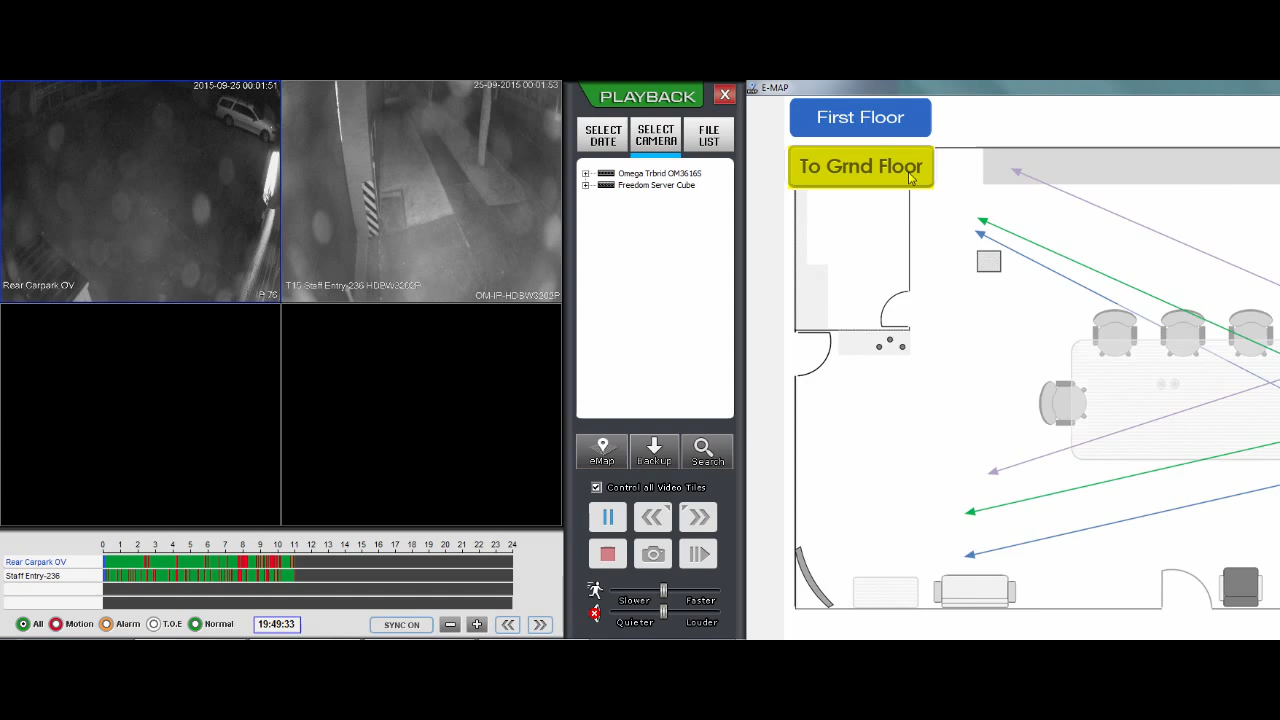 2015-09-25 00:01:51
Rear Carpark OV
25-09-2015 00:01:53
T15 Staff Entry-236 HDBW3202P
OM-IP-HDBW3202P
PLAYBACK
X
SELECT DATE
SELECT CAMERA
FILE LIST
Omega Trbrid OM3616S
Freedom Server Cube
eMap
Backup
Search
Control all Video Tiles
Slower
Faster
Quieter
Louder
0 1 2 3 4 5 6 7 8 9 10 11 12 13 14 15 16 17 18 19 20 21 22 23 24
Rear Carpark OV
Staff Entry-236
All
Motion
Alarm
T.O.E
Normal
19:49:33
SYNC ON
E-MAP
First Floor
To Grnd Floor